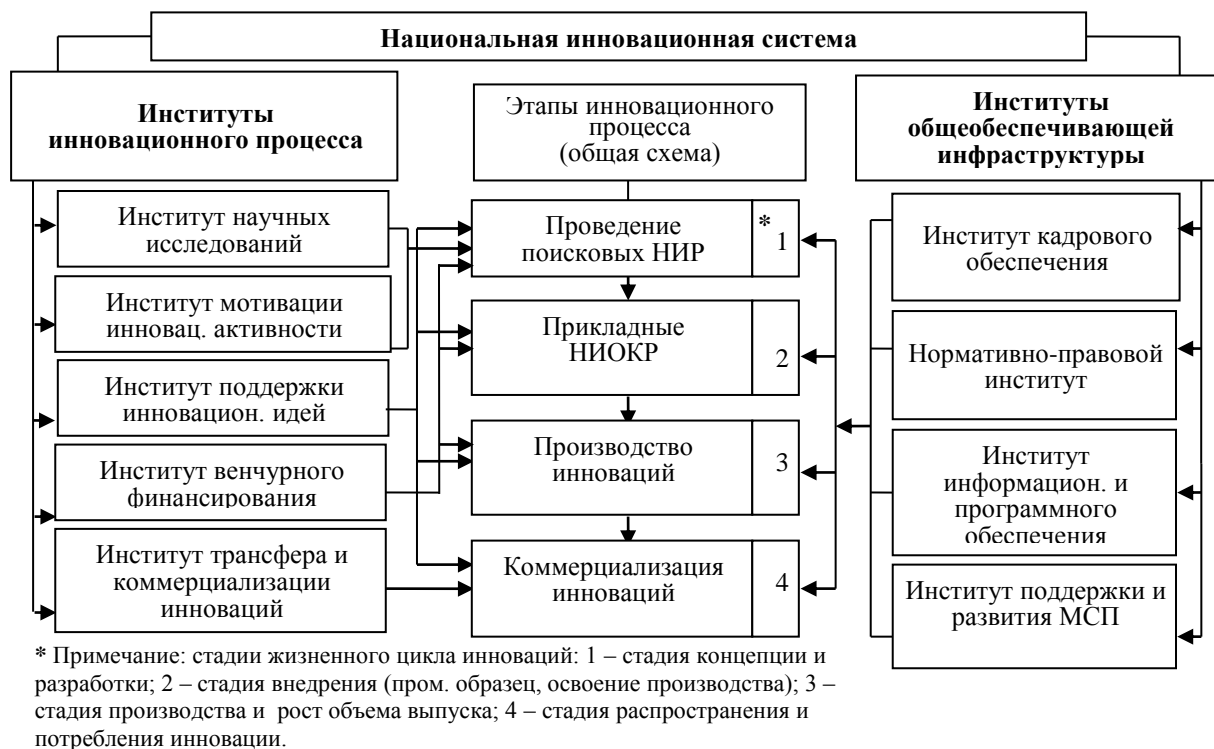 Национальная инновационная система
Институты
инновационного процесса
Этапы инновационного
процесса
(общая схема)
Институты
общеобеспечивающей
инфраструктуры
Институт научных
исследований
Институт мотивации
инновац. активности
Институт поддержки
инновацион. идей
Институт венчурного
финансирования
Институт трансфера и
коммерциализации
инноваций
Проведение
поисковых НИР
* 1
Прикладные
НИОКР
2
Производство
инноваций
3
Коммерциализация
инноваций
4
Институт кадрового
обеспечения
Нормативно-правовой
институт
Институт
информацион. и
программного
обеспечения
Институт поддержки и
развития МСП
* Примечание: стадии жизненного цикла инноваций: 1 – стадия концепции и
разработки; 2 – стадия внедрения (пром. образец, освоение производства); 3 –
стадия производства и рост объема выпуска; 4 – стадия распространения и
потребления инновации.